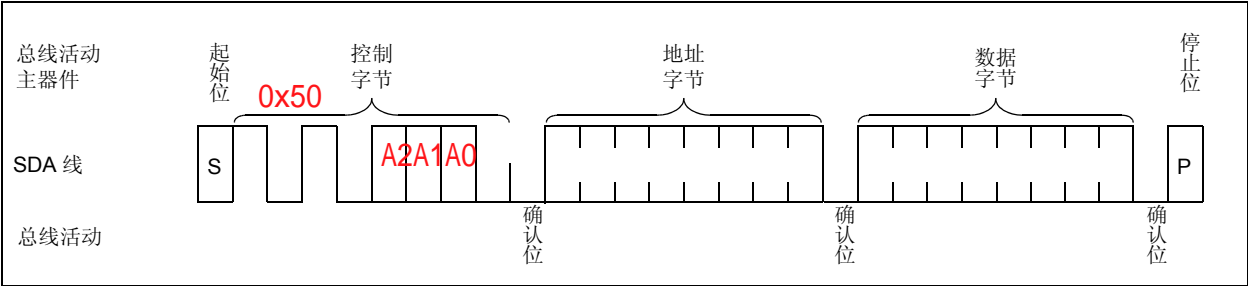 总线活动
主器件
起始位
控制
字节
地址
字节
数据
字节
停止位
0x50
SDA 线
S
A2A1A0
P
总线活动
确认位
确认位
确认位